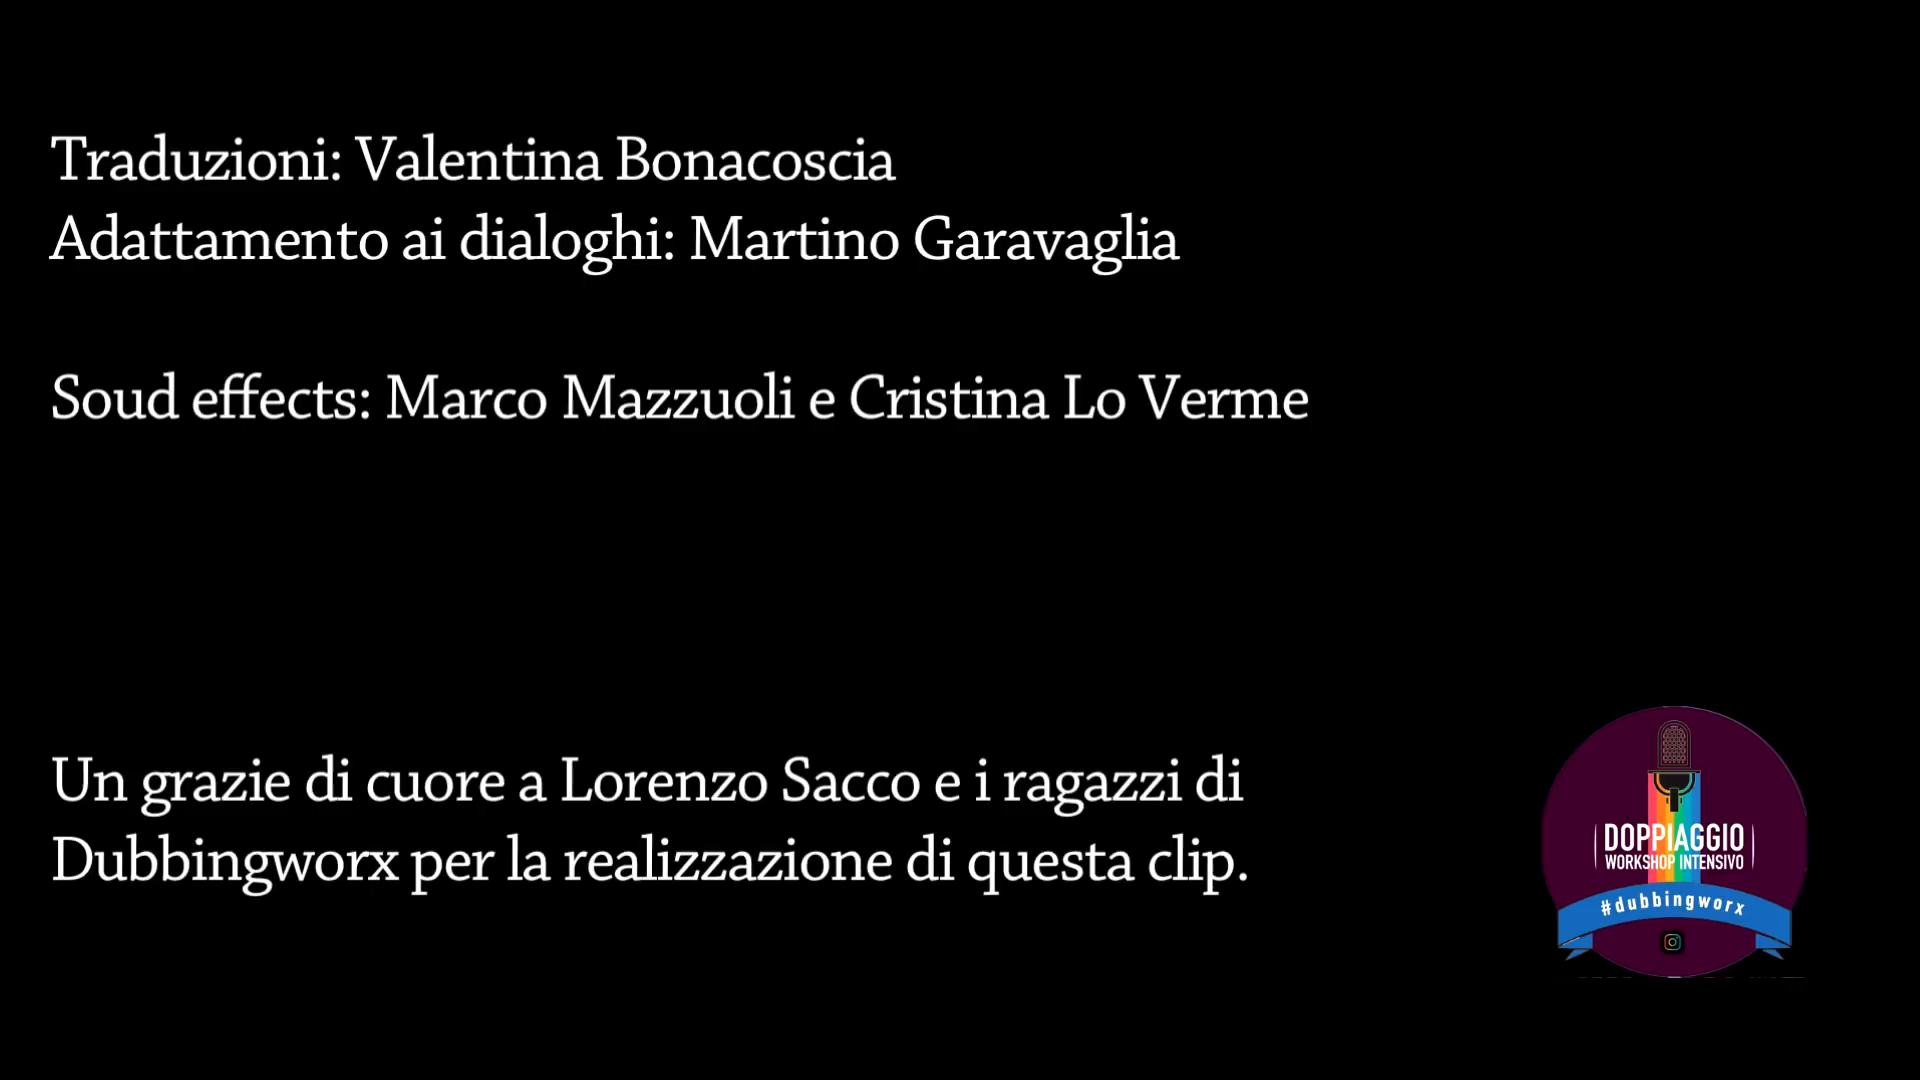 Traduzioni: Valentina Bonacoscia
Adattamento ai dialoghi: Martino Garavaglia
Soud effects: Marco Mazzuoli e Cristina Lo Verme
Un grazie di cuore a Lorenzo Sacco e i ragazzi di
Dubbingworx per la realizzazione di questa clip.
DOPPIAGGIO
WORKSHOP INTENSIVO
#dubbingworx